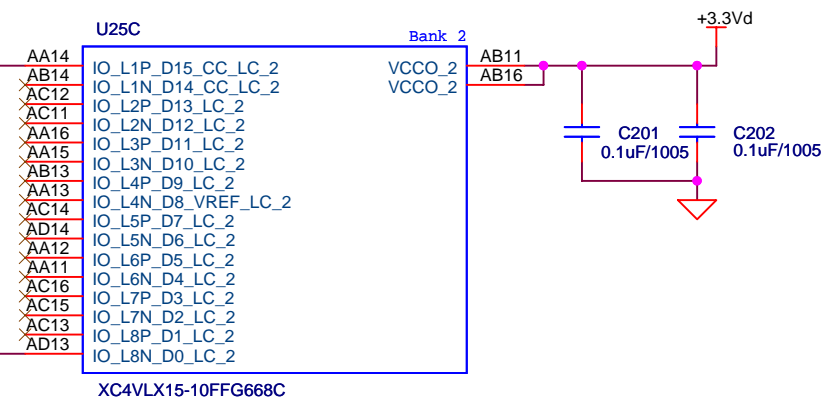 U25C
Bank 2
+3.3Vd
AA14 IO_L1P_D15_CC_LC_2 VCCO_2 AB11
AB14 IO_L1N_D14_CC_LC_2 VCCO_2 AB16
AC12 IO_L2P_D13_LC_2
AC11 IO_L2N_D12_LC_2
AA16 IO_L3P_D11_LC_2
AA15 IO_L3N_D10_LC_2
AB13 IO_L4P_D9_LC_2
AA13 IO_L4N_D8_VREF_LC_2
AC14 IO_L5P_D7_LC_2
AD14 IO_L5N_D6_LC_2
AA12 IO_L6P_D5_LC_2
AA11 IO_L6N_D4_LC_2
AC16 IO_L7P_D3_LC_2
AC15 IO_L7N_D2_LC_2
AC13 IO_L8P_D1_LC_2
AD13 IO_L8N_D0_LC_2
C201
0.1uF/1005
C202
0.1uF/1005
XC4VLX15-10FFG668C